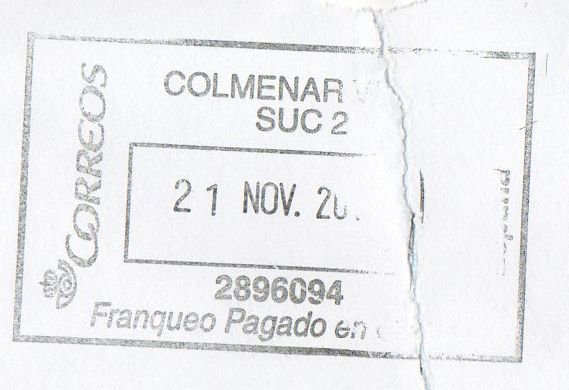 CORREOS
COLMENAR
SUC 2
21 NOV.
2896094
Franqueo Pagado en